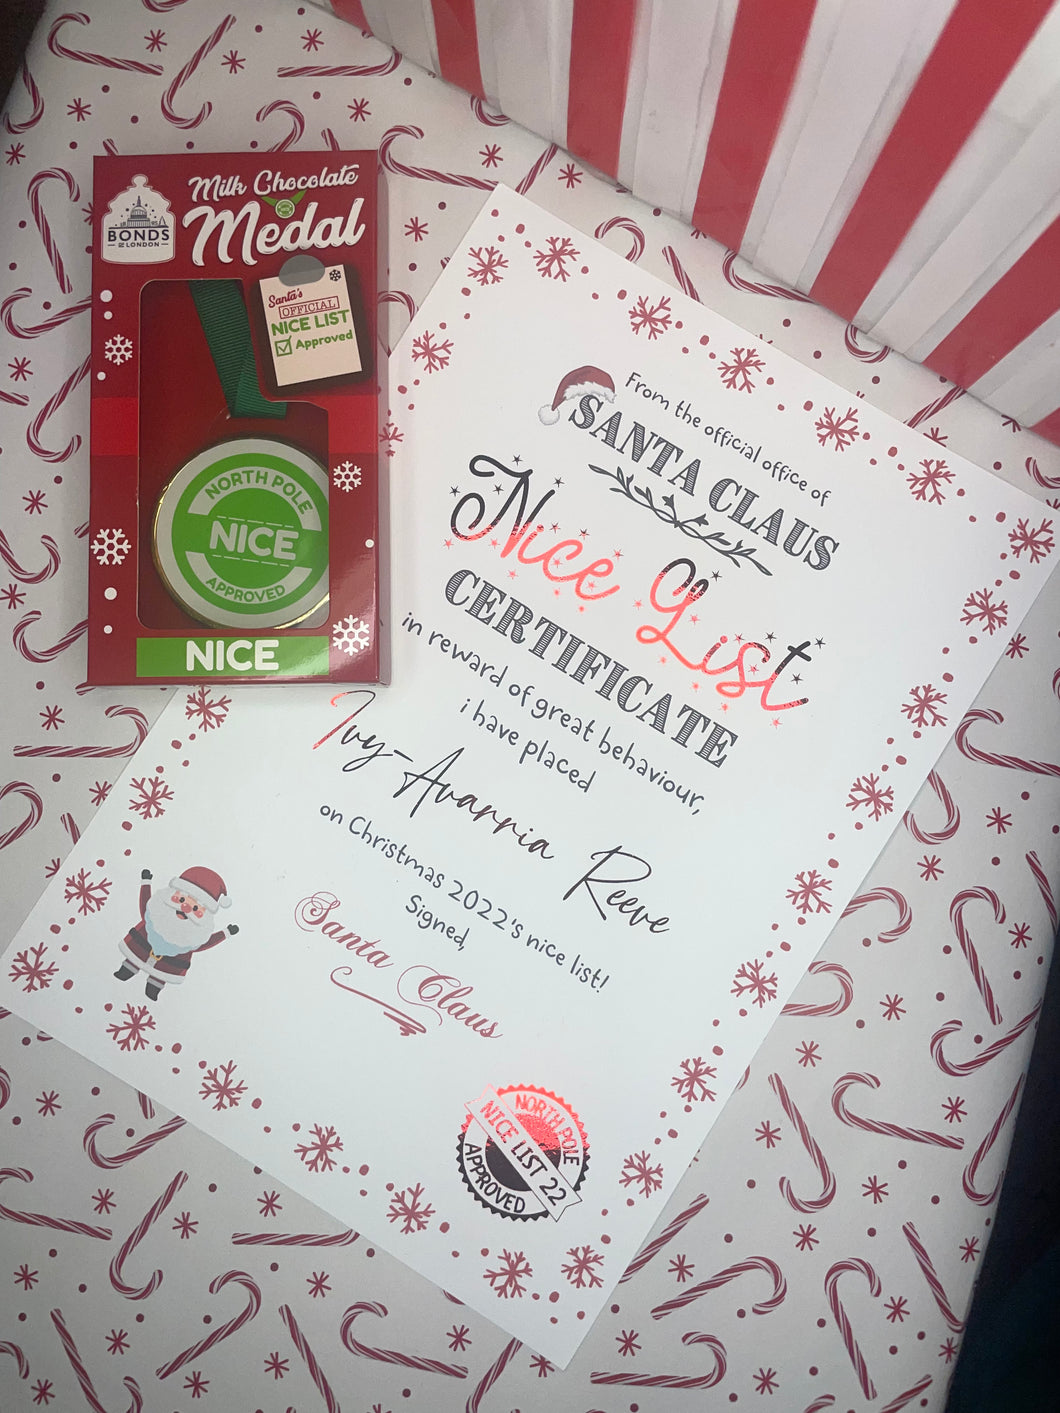 Milk Chocolate
Medal
BONDS
OF LONDON
Santa's
OFFICIAL
NICE LIST
Approved
NORTH POLE
NICE
APPROVED
NICE
From the official office of
SANTA CLAUS
Nice List
CERTIFICATE
in reward of great behaviour,
i have placed
Ivy-Avarria Reeve
on Christmas 2022's nice list!
Signed,
Santa Claus
NORTH POLE
NICE LIST 22
APPROVED